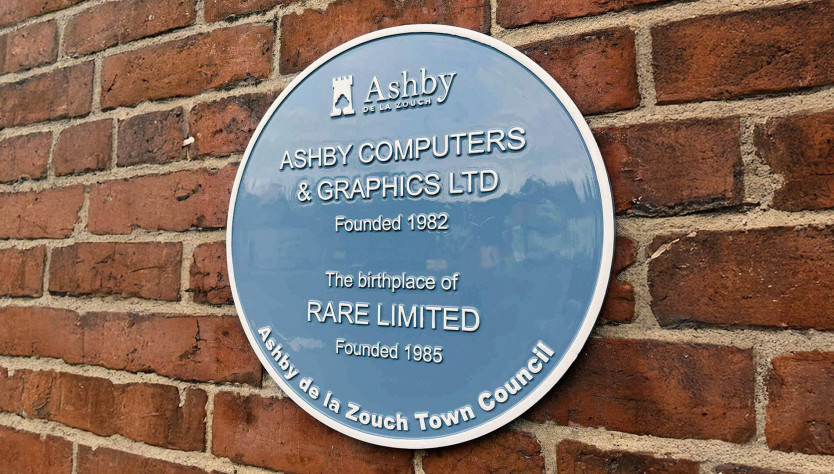 Ashby
DE LA ZOUCH
ASHBY COMPUTERS
& GRAPHICS LTD
Founded 1982
The birthplace of
RARE LIMITED
Founded 1985
Ashby de la Zouch Town Council